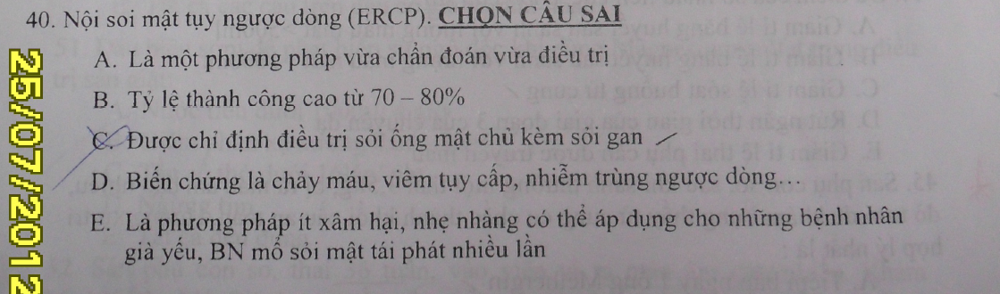 40. Nội soi mật tụy ngược dòng (ERCP). CHỌN CÂU SAI
A. Là một phương pháp vừa chẩn đoán vừa điều trị
B. Tỷ lệ thành công cao từ 70 – 80%
C. Được chỉ định điều trị sỏi ống mật chủ kèm sỏi gan
D. Biến chứng là chảy máu, viêm tụy cấp, nhiễm trùng ngược dòng…
E. Là phương pháp ít xâm hại, nhẹ nhàng có thể áp dụng cho những bệnh nhân
già yếu, BN mổ sỏi mật tái phát nhiều lần
25/07/2012